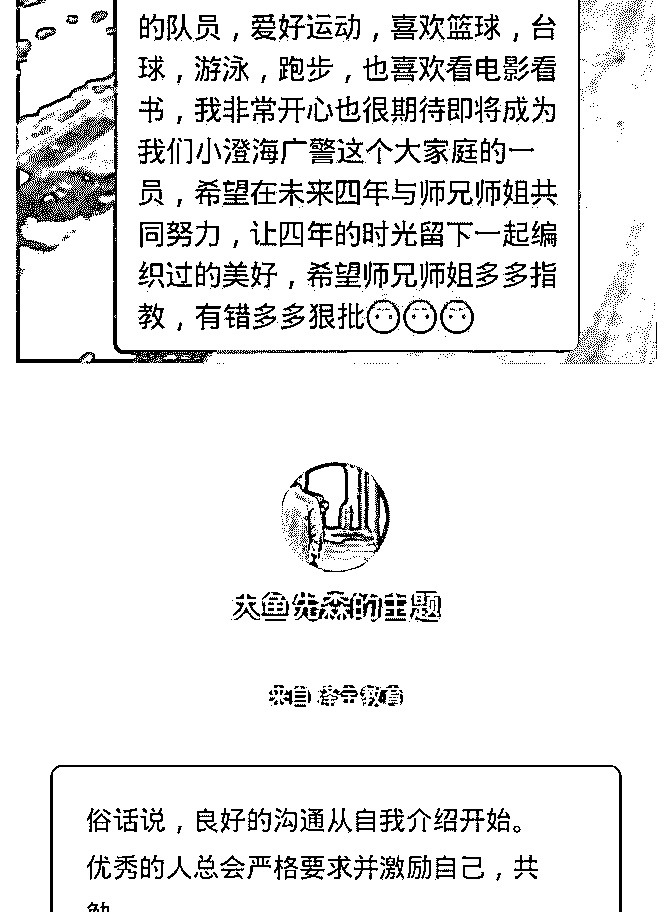 的队员，爱好运动，喜欢篮球，台
球，游泳，跑步，也喜欢看电影看
书，我非常开心也很期待即将成为
我们小澄海广警这个大家庭的一
员，希望在未来四年与师兄师姐共
同努力，让四年的时光留下一起编
织过的美好，希望师兄师姐多多指
教，有错多多狠批😶😶😶
大鱼先森的主题
来自
教育
俗话说，良好的沟通从自我介绍开始。
优秀的人总会严格要求并激励自己，共